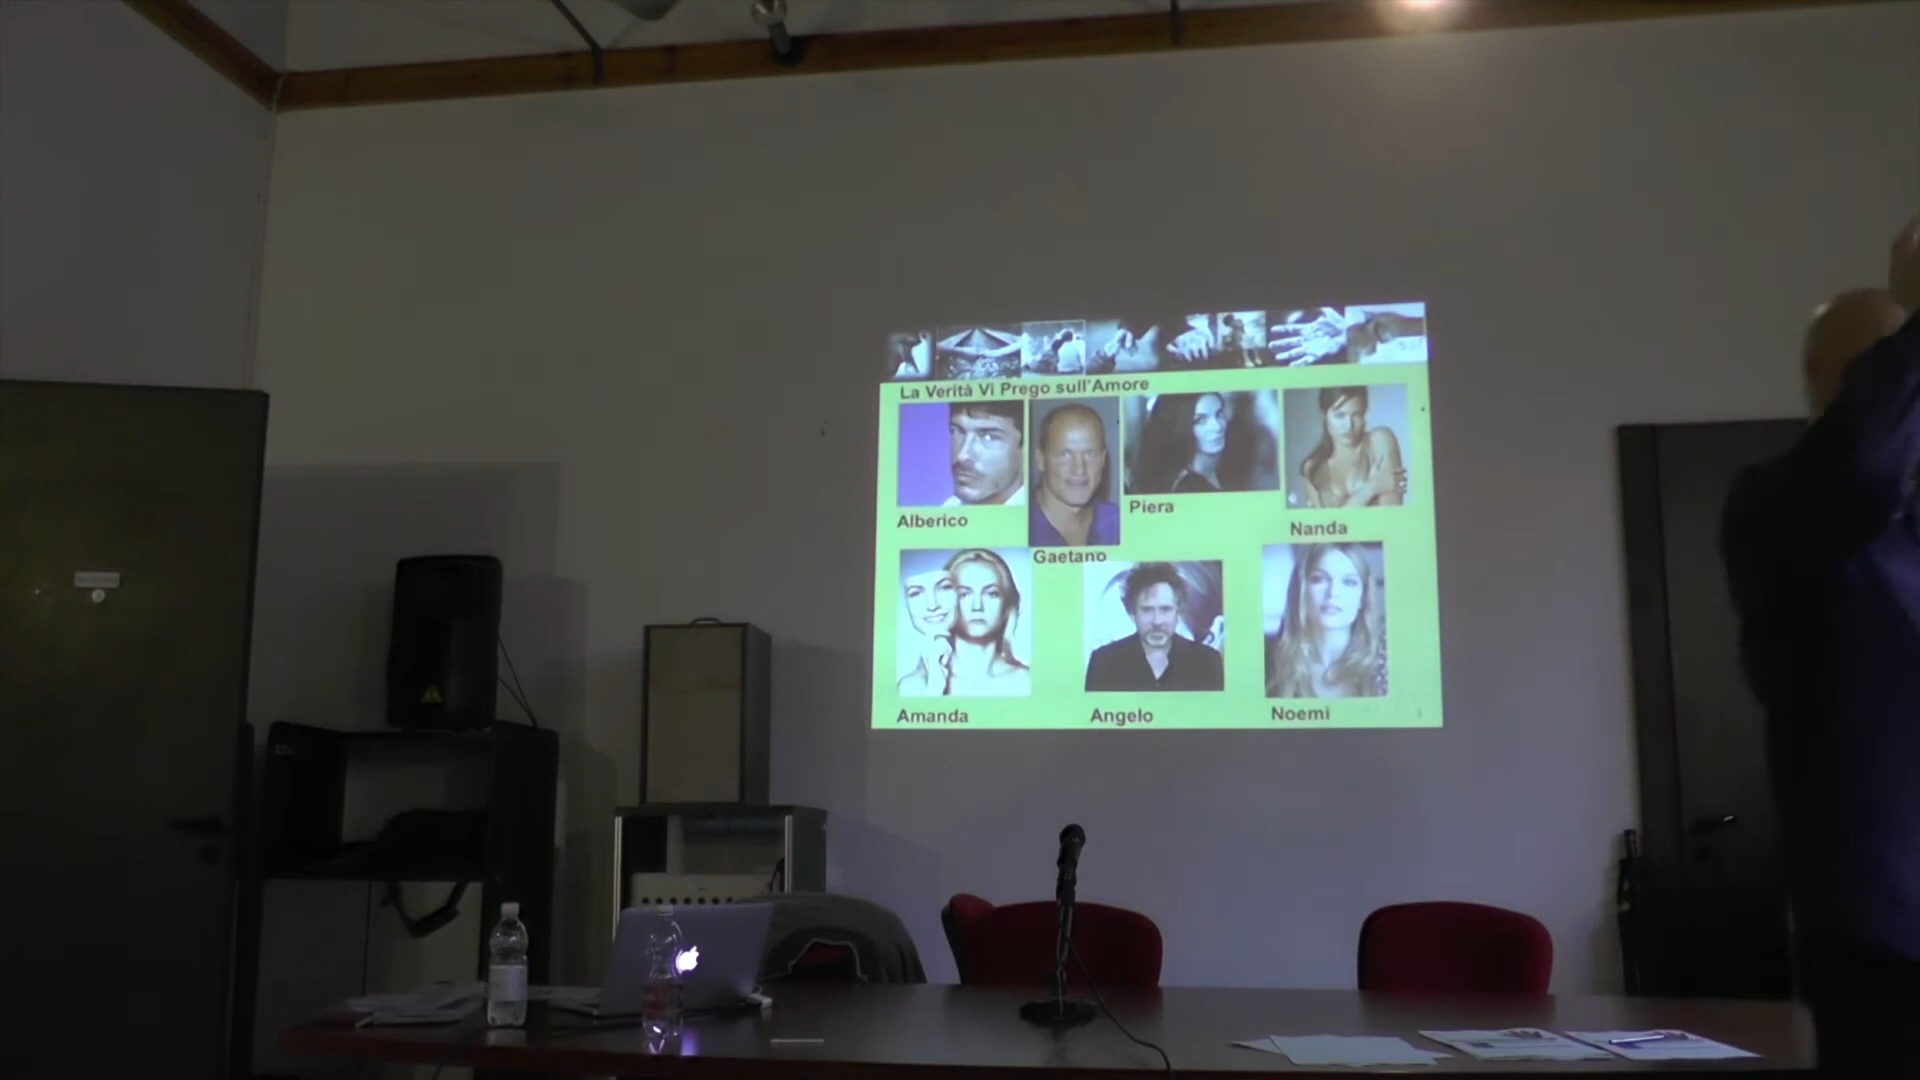 La Verità Vi Prego sull'Amore
Alberico
Gaetano
Piera
Nanda
Amanda
Angelo
Noemi